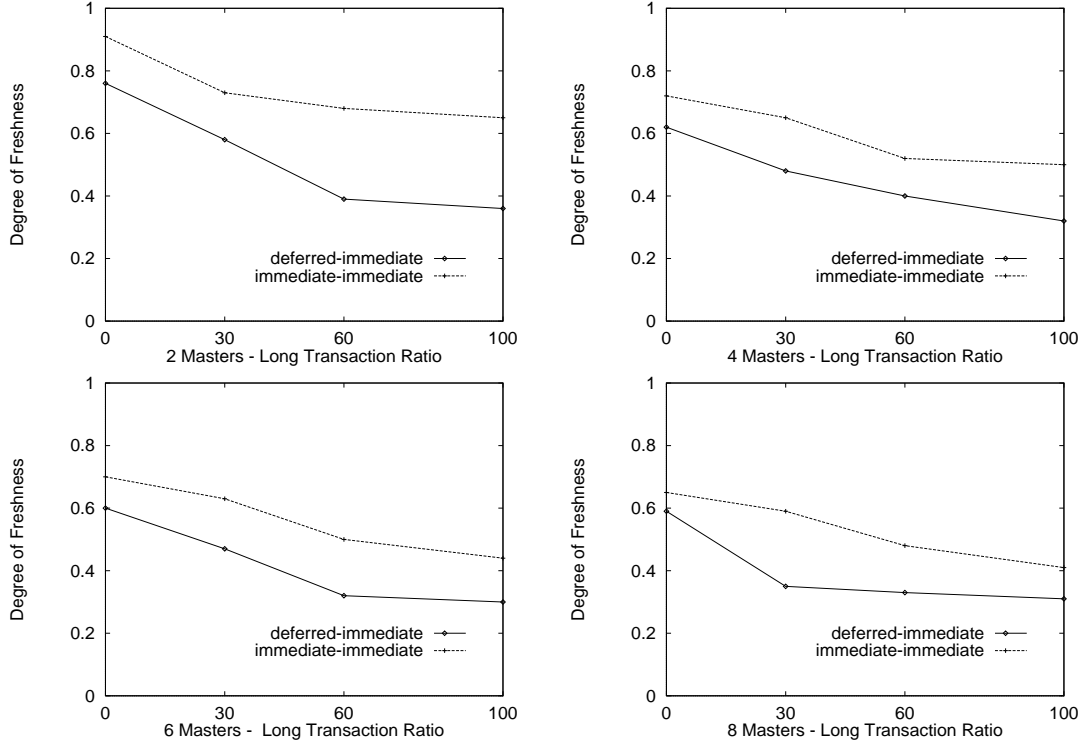 1
0.8
0.6
0.4
0.2
0
Degree of Freshness
deferred-immediate
immediate-immediate
0 30 60 100
2 Masters - Long Transaction Ratio
1
0.8
0.6
0.4
0.2
0
Degree of Freshness
deferred-immediate
immediate-immediate
0 30 60 100
4 Masters - Long Transaction Ratio
1
0.8
0.6
0.4
0.2
0
Degree of Freshness
deferred-immediate
immediate-immediate
0 30 60 100
6 Masters - Long Transaction Ratio
1
0.8
0.6
0.4
0.2
0
Degree of Freshness
deferred-immediate
immediate-immediate
0 30 60 100
8 Masters - Long Transaction Ratio